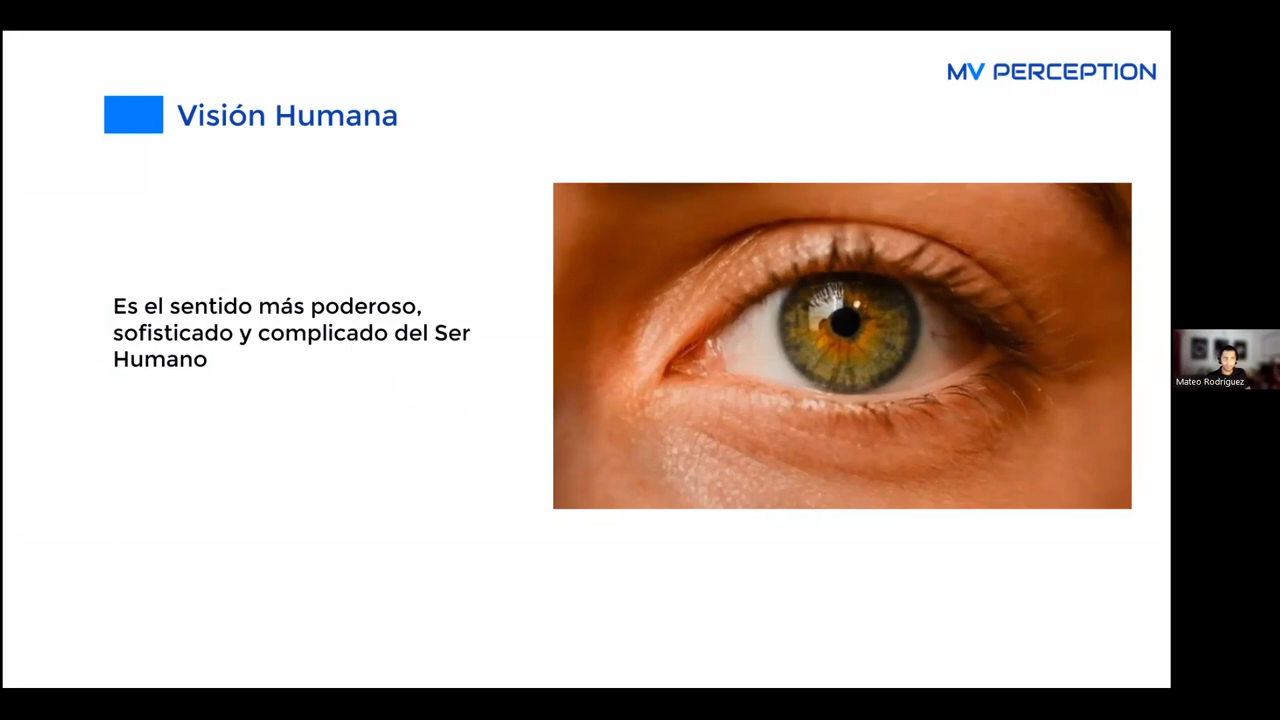 MV PERCEPTION
Visión Humana
Es el sentido más poderoso,
sofisticado y complicado del Ser
Humano
Mateo Rodríguez